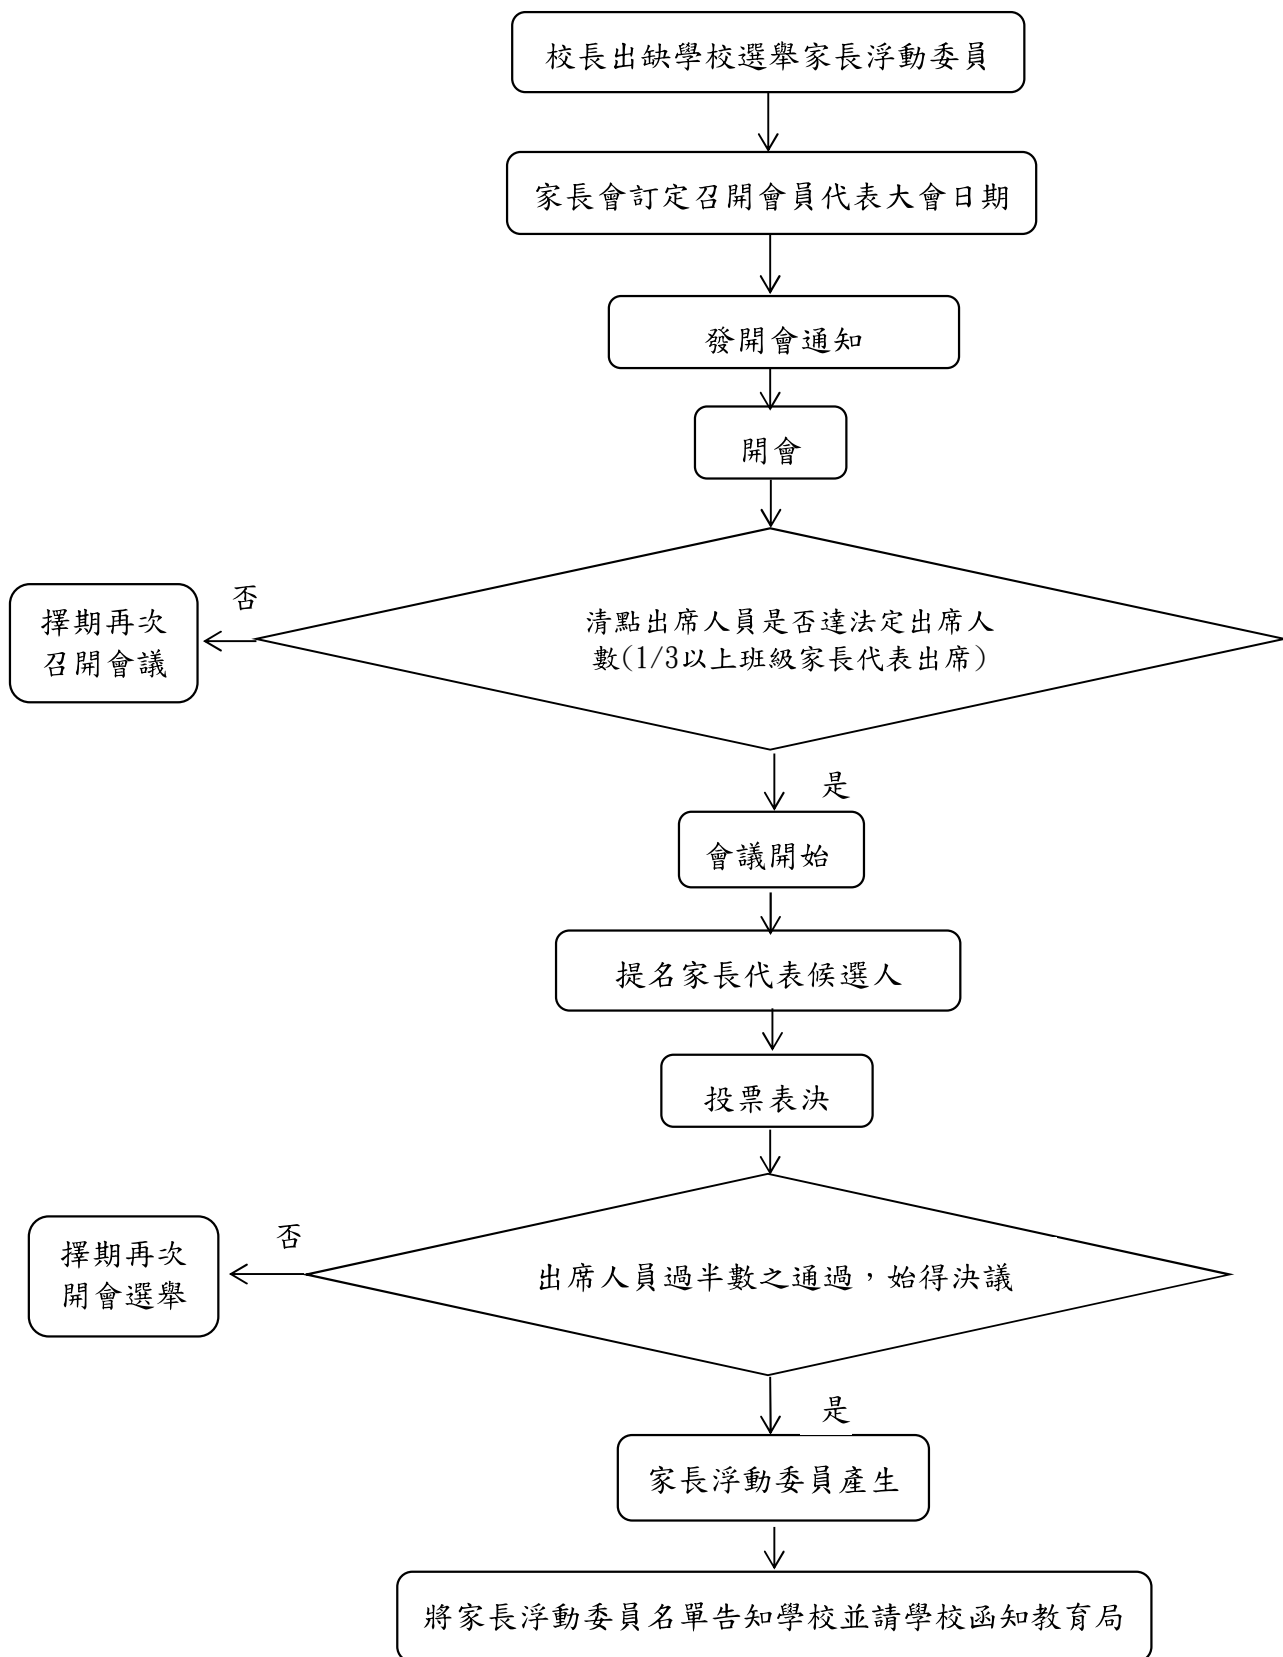 校長出缺學校選舉家長浮動委員
家長會訂定召開會員代表大會日期
發開會通知
開會
清點出席人員是否達法定出席人
數(1/3以上班級家長代表出席)
否
擇期再次
召開會議
是
會議開始
提名家長代表候選人
投票表決
出席人員過半數之通過，始得決議
否
擇期再次
開會選舉
是
家長浮動委員產生
將家長浮動委員名單告知學校並請學校函知教育局